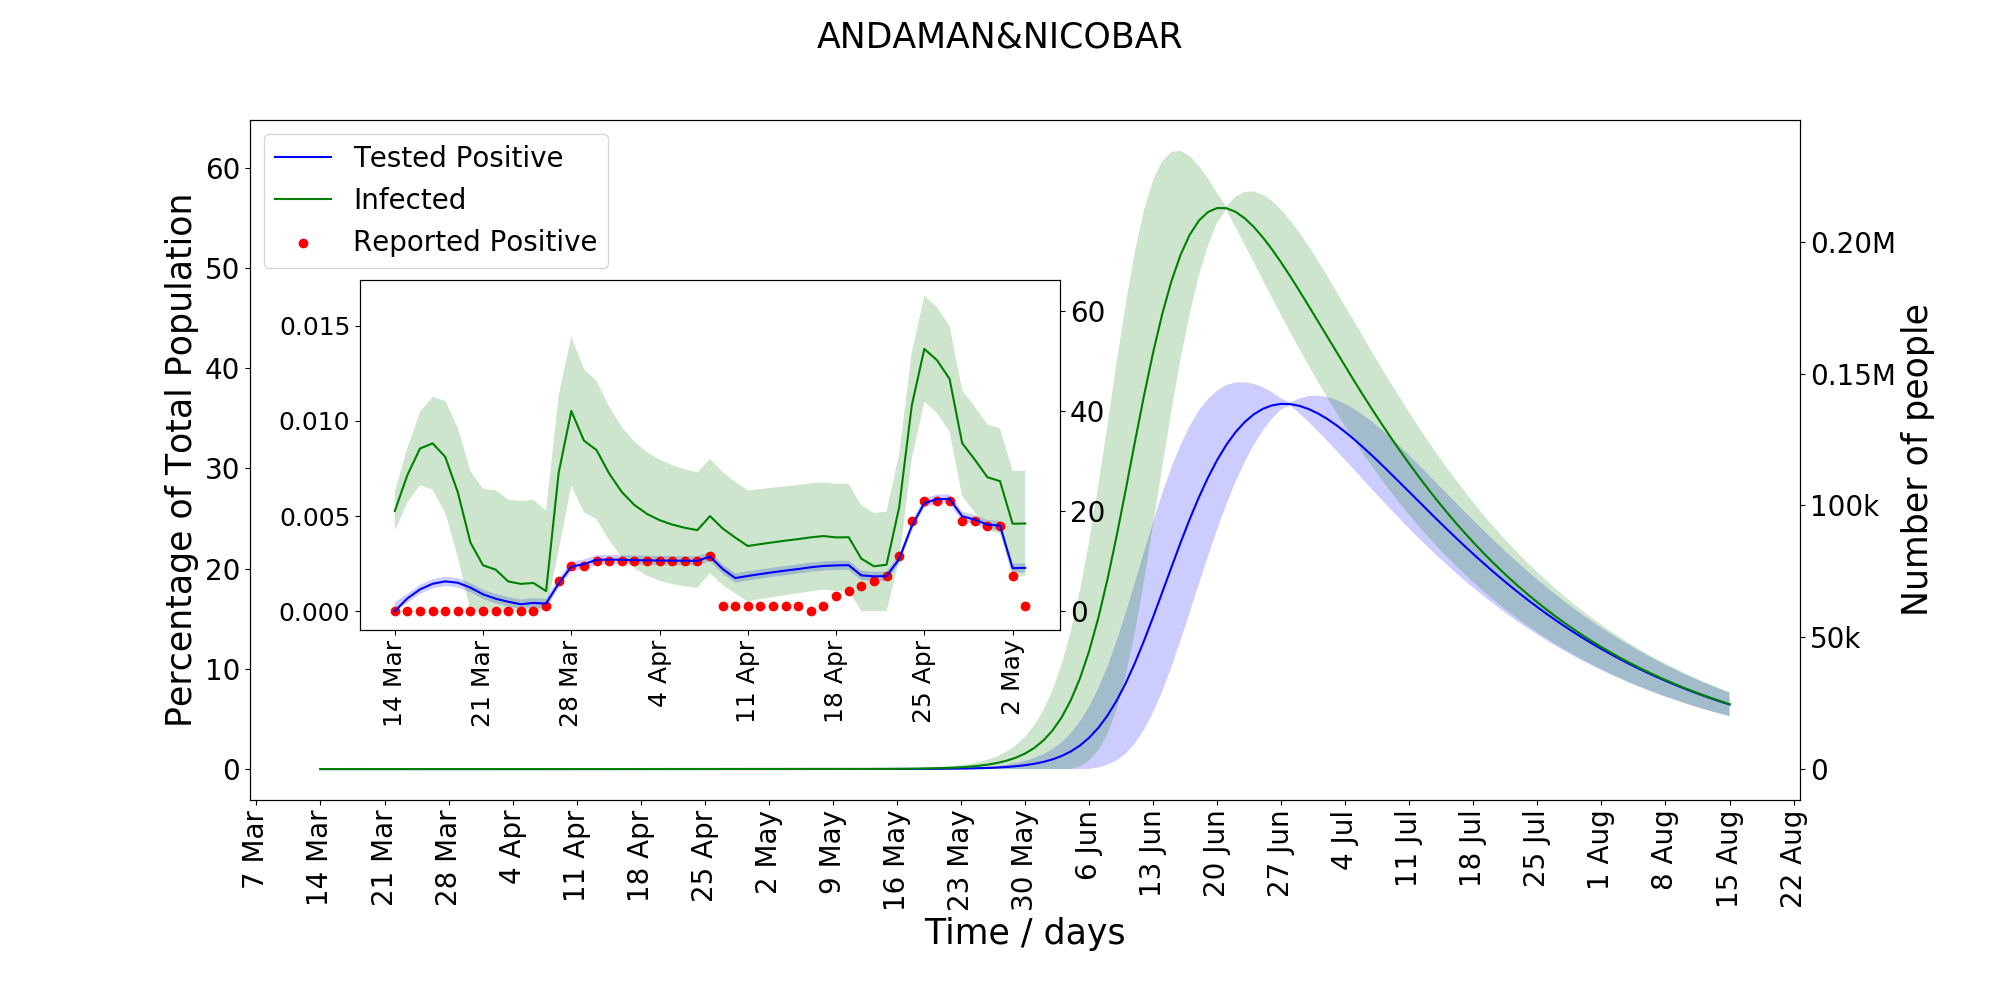 ANDAMAN&NICOBAR
Tested Positive
Infected
Reported Positive
Percentage of Total Population
60
50
40
30
20
10
0
0.015
0.010
0.005
0.000
60
40
20
0
14 Mar
21 Mar
28 Mar
4 Apr
11 Apr
18 Apr
25 Apr
2 May
0.20M
0.15M
100k
50k
0
Number of people
7 Mar
14 Mar
21 Mar
28 Mar
4 Apr
11 Apr
18 Apr
25 Apr
2 May
9 May
16 May
23 May
30 May
6 Jun
13 Jun
20 Jun
27 Jun
4 Jul
11 Jul
18 Jul
25 Jul
1 Aug
8 Aug
15 Aug
22 Aug
Time / days